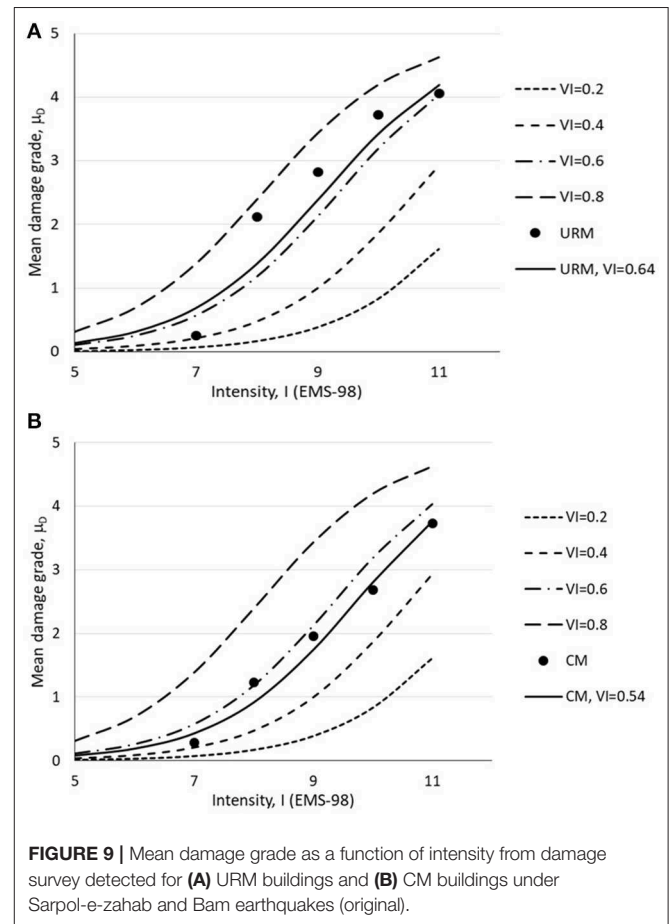 A
5
4
3
2
1
0
Mean damage grade, μD
5 7 9 11
Intensity, I (EMS-98)
VI=0.2
VI=0.4
VI=0.6
VI=0.8
URM
URM, VI=0.64
B
5
4
3
2
1
0
Mean damage grade, μD
5 7 9 11
Intensity, I (EMS-98)
VI=0.2
VI=0.4
VI=0.6
VI=0.8
CM
CM, VI=0.54
FIGURE 9 | Mean damage grade as a function of intensity from damage
survey detected for (A) URM buildings and (B) CM buildings under
Sarpol-e-zahab and Bam earthquakes (original).